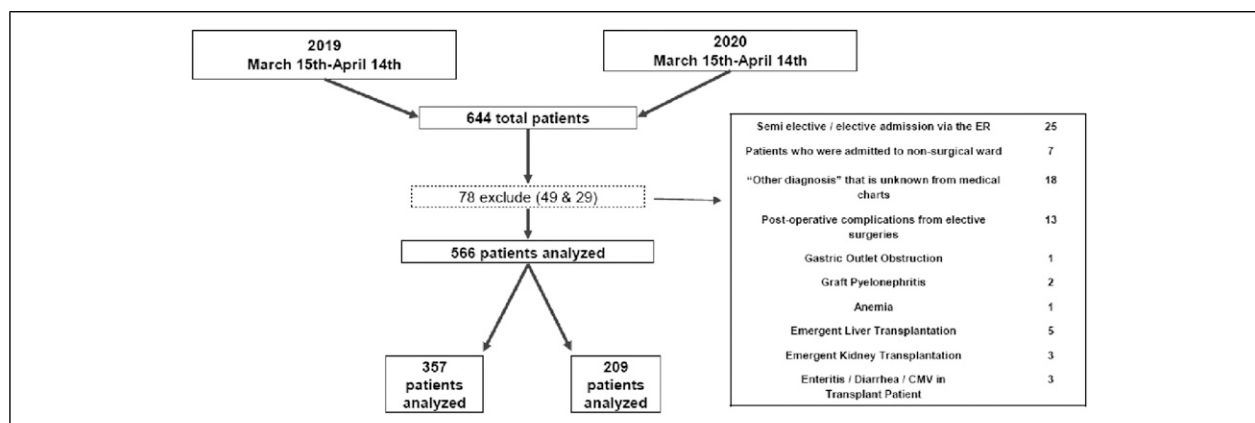 2019
March 15th-April 14th
2020
March 15th-April 14th
644 total patients
78 exclude (49 & 29)
566 patients analyzed
357
patients
analyzed
209
patients
analyzed
Semi elective / elective admission via the ER 25
Patients who were admitted to non-surgical ward 7
“Other diagnosis” that is unknown from medical
charts 18
Post-operative complications from elective
surgeries 13
Gastric Outlet Obstruction 1
Graft Pyelonephritis 2
Anemia 1
Emergent Liver Transplantation 5
Emergent Kidney Transplantation 3
Enteritis / Diarrhea / CMV in
Transplant Patient 3